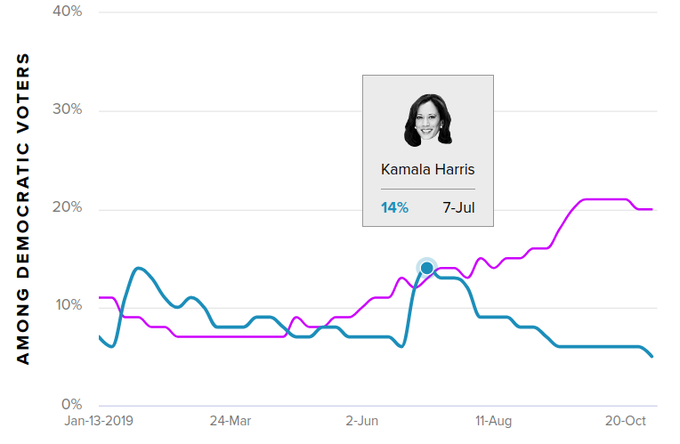 40%
30%
20%
10%
0%
AMONG DEMOCRATIC VOTERS
Kamala Harris
14% 7-Jul
Jan-13-2019 24-Mar 2-Jun 11-Aug 20-Oct